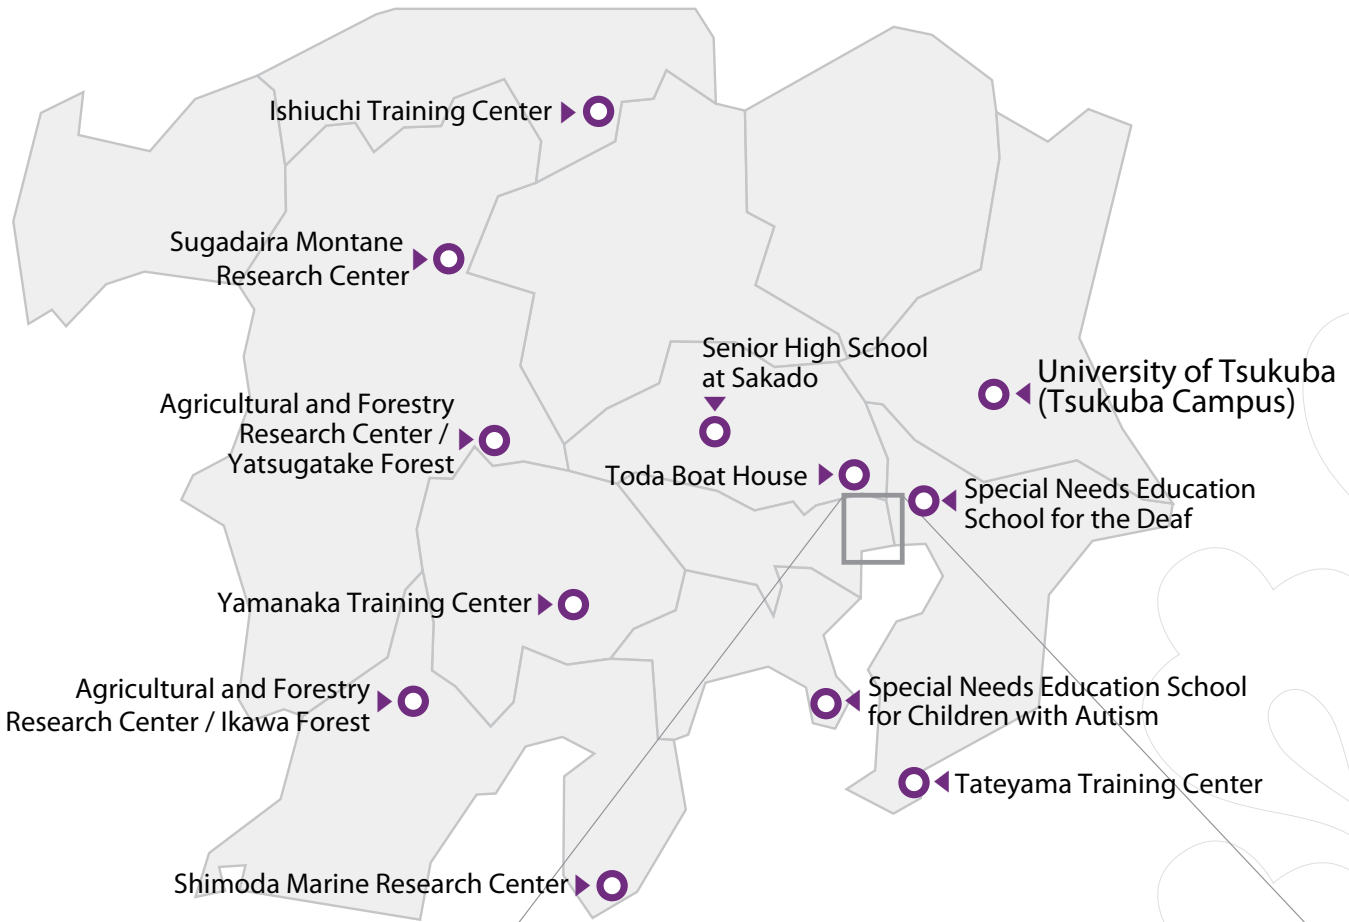 Ishiuchi Training Center
Sugadaira Montane
Research Center
Senior High School
at Sakado
University of Tsukuba
(Tsukuba Campus)
Agricultural and Forestry
Research Center /
Yatsugatake Forest
Toda Boat House
Special Needs Education
School for the Deaf
Yamanaka Training Center
Agricultural and Forestry
Research Center / Ikawa Forest
Special Needs Education School
for Children with Autism
Tateyama Training Center
Shimoda Marine Research Center